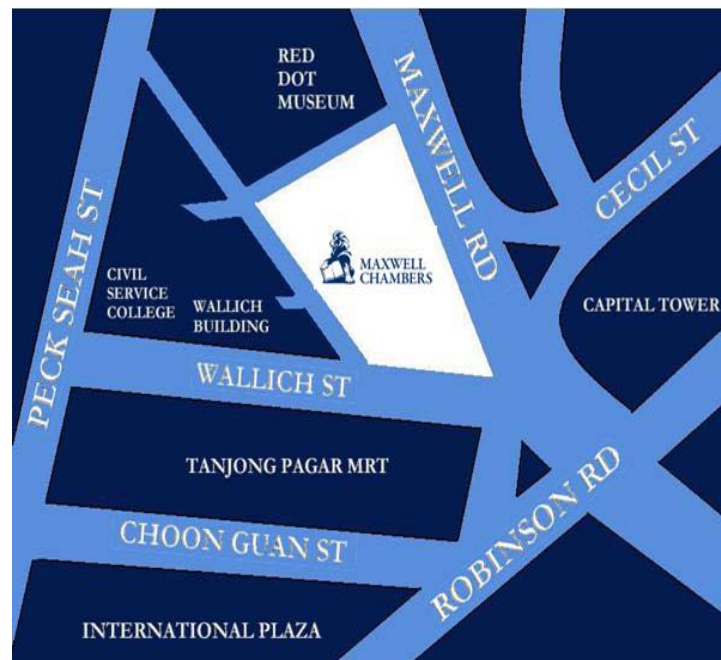 RED
DOT
MUSEUM
MAXWELL RD
CECIL ST
PECK SEAH ST
MAXWELL
CHAMBERS
CIVIL
SERVICE
COLLEGE
WALLICH
BUILDING
CAPITAL TOWER
WALLICH ST
TANJONG PAGAR MRT
ROBINSON RD
CHOON GUAN ST
INTERNATIONAL PLAZA